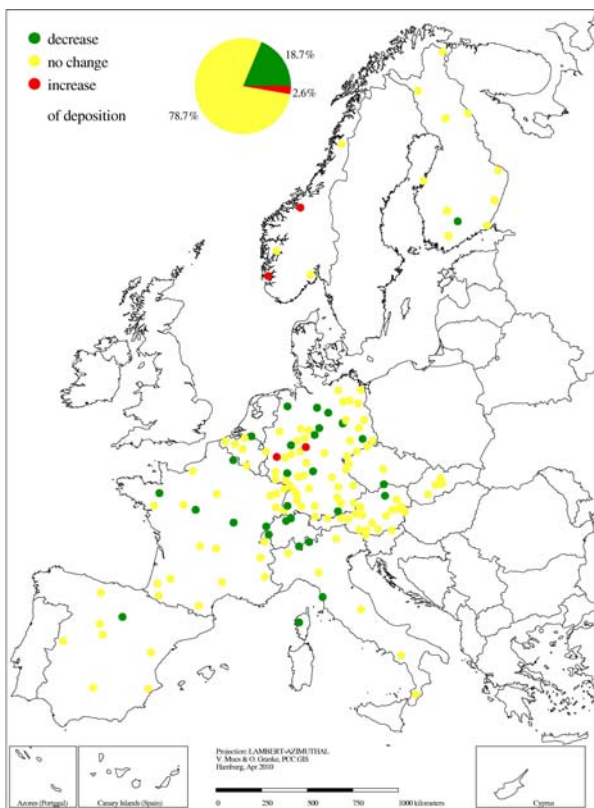 decrease
no change
increase
of deposition
18.7%
2.6%
78.7%
Projection: LAMBERT-AZIMUTHAL
V. Mues & O. Granke, PCC GIS
Hamburg, Apr 2010
0 250 500 750 1000 kilometers
Azores (Portugal)
Canary Islands (Spain)
Cyprus